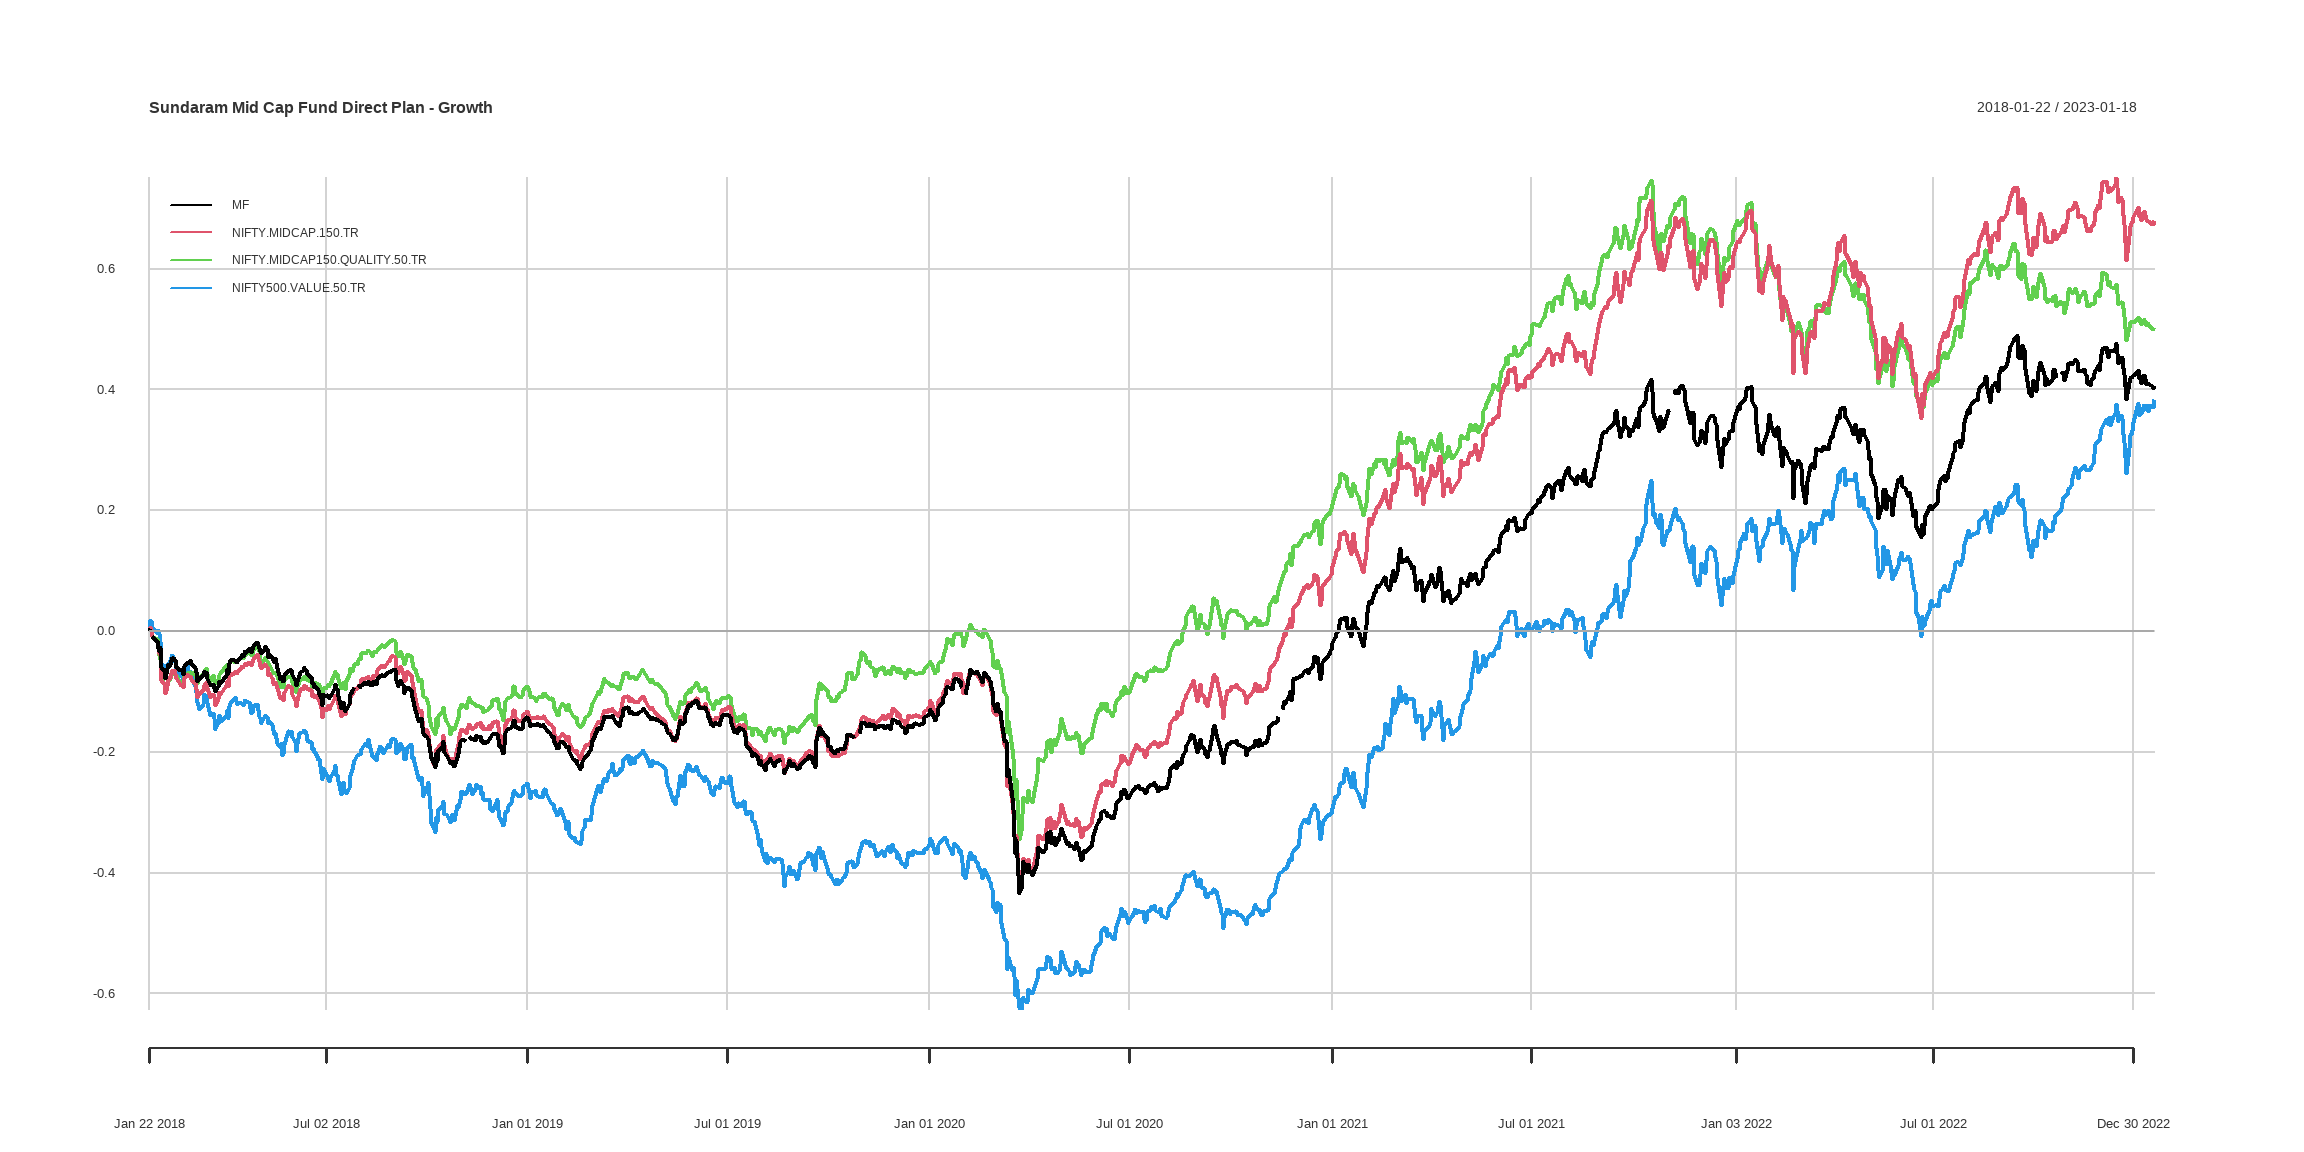 Sundaram Mid Cap Fund Direct Plan - Growth
2018-01-22 / 2023-01-18
MF
NIFTY.MIDCAP.150.TR
NIFTY.MIDCAP150.QUALITY.50.TR
NIFTY500.VALUE.50.TR
0.6
0.4
0.2
0.0
-0.2
-0.4
-0.6
Jan 22 2018 Jul 02 2018 Jan 01 2019 Jul 01 2019 Jan 01 2020 Jul 01 2020 Jan 01 2021 Jul 01 2021 Jan 03 2022 Jul 01 2022 Dec 30 2022